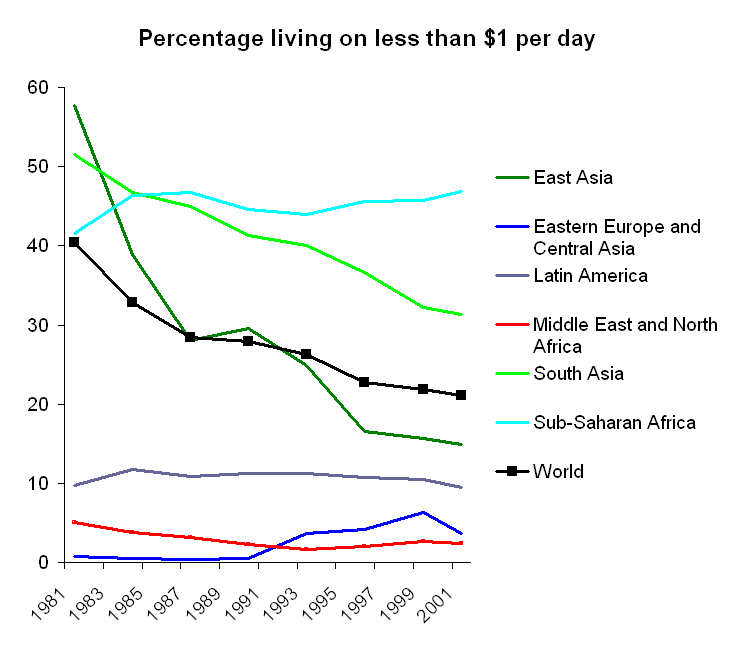 Percentage living on less than $1 per day
60
50
40
30
20
10
0
1981
1983
1985
1987
1989
1991
1993
1995
1997
1999
2001
East Asia
Eastern Europe and
Central Asia
Latin America
Middle East and North
Africa
South Asia
Sub-Saharan Africa
World